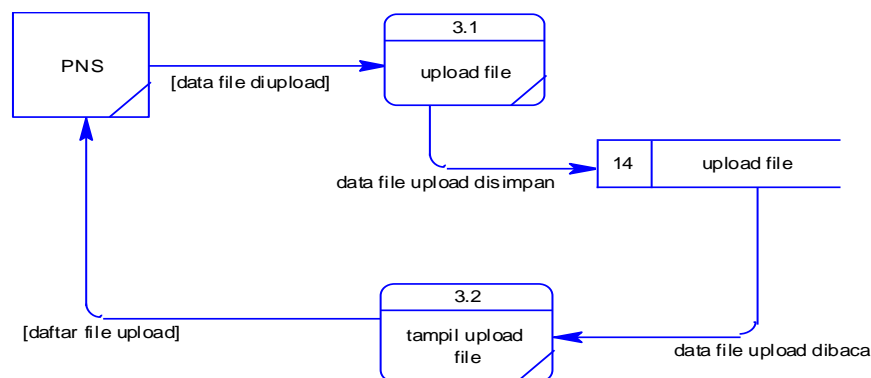 3.1
PNS
upload file
[data file diupload]
14
upload file
data file upload disimpan
3.2
[daftar file upload]
tampil upload
file
data file upload dibaca